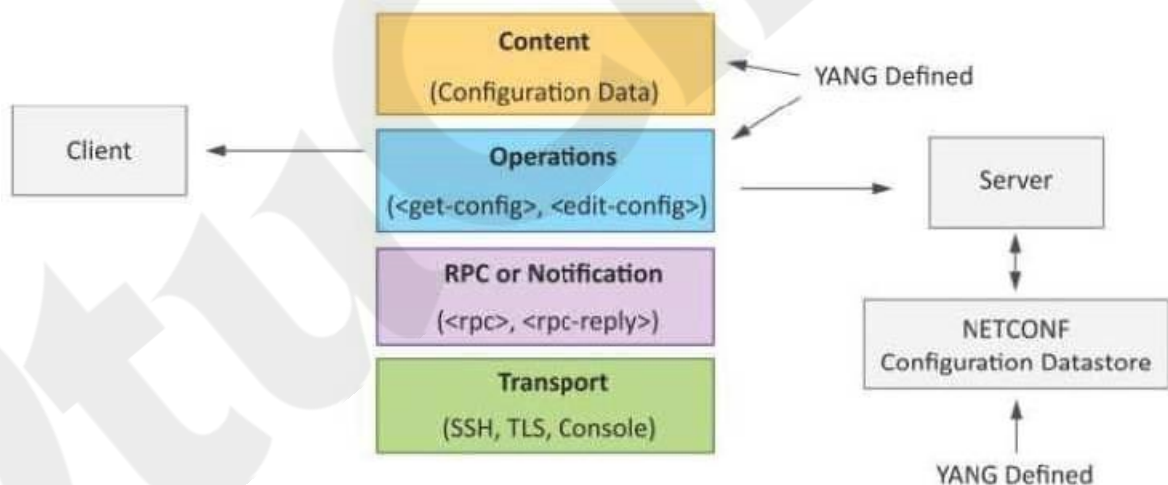 Content
(Configuration Data)
YANG Defined
Client
Operations
(<get-config>, <edit-config>)
Server
RPC or Notification
(<rpc>, <rpc-reply>)
NETCONF
Configuration Datastore
Transport
(SSH, TLS, Console)
YANG Defined